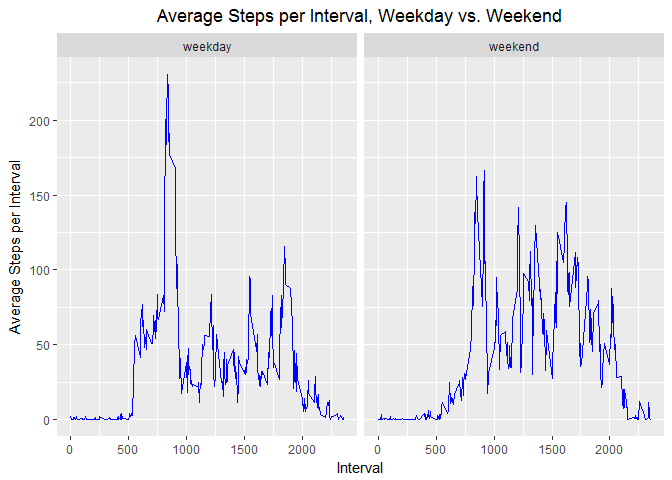 Average Steps per Interval, Weekday vs. Weekend
weekday weekend
200
150
100
50
0
Average Steps per Interval
0 500 1000 1500 2000 0 500 1000 1500 2000
Interval